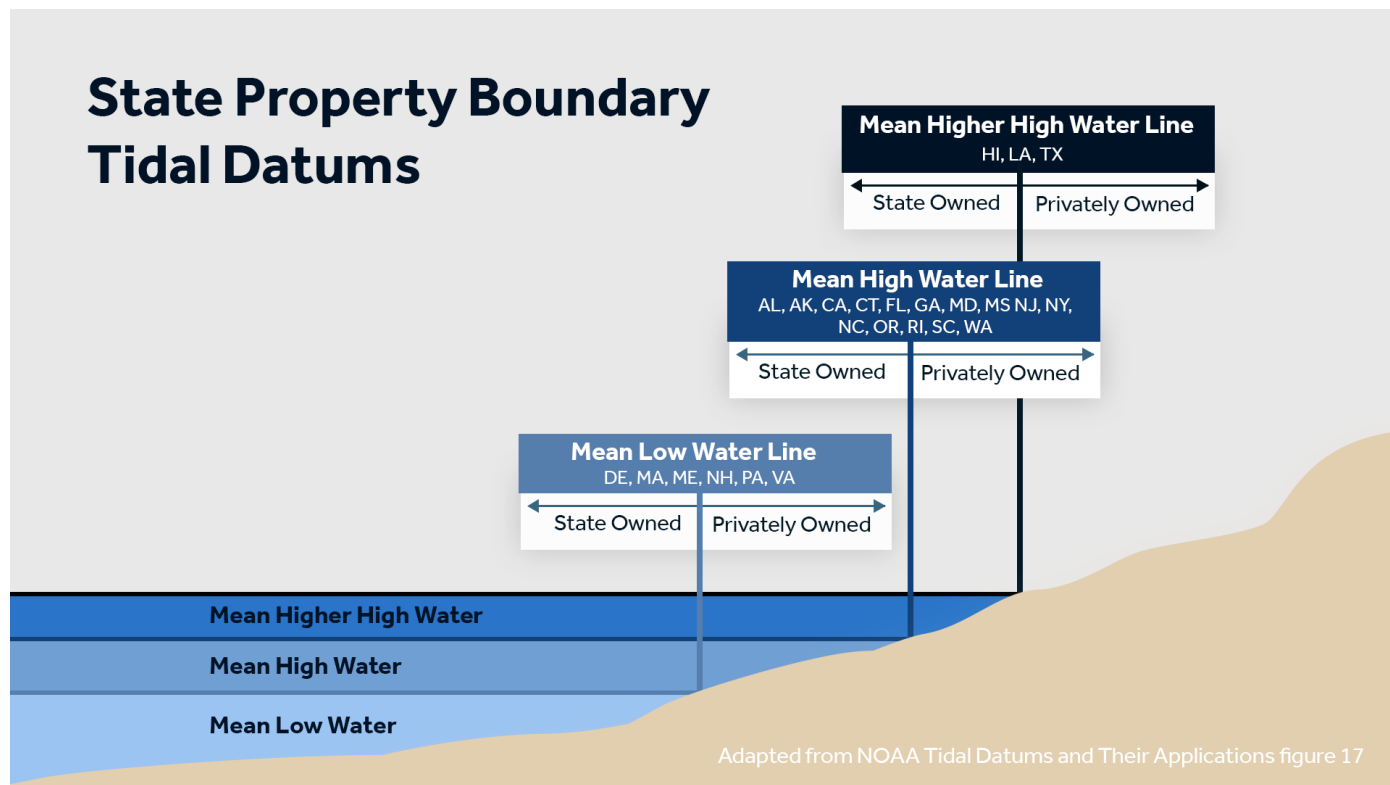 State Property Boundary
Tidal Datums
Mean Higher High Water Line
HI, LA, TX
State Owned
Privately Owned
Mean High Water Line
AL, AK, CA, CT, FL, GA, MD, MS NJ, NY,
NC, OR, RI, SC, WA
State Owned
Privately Owned
Mean Low Water Line
DE, MA, ME, NH, PA, VA
State Owned
Privately Owned
Mean Higher High Water
Mean High Water
Mean Low Water
Adapted from NOAA Tidal Datums and Their Applications figure 17